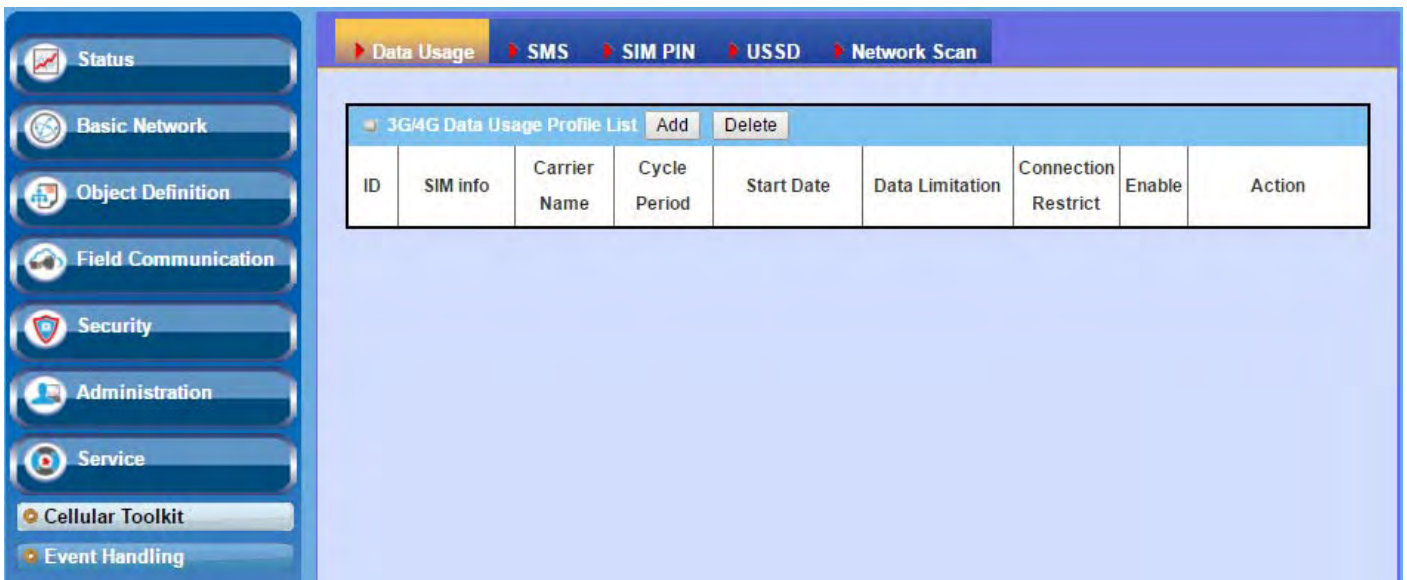 Status
Basic Network
Object Definition
Field Communication
Security
Administration
Service
Cellular Toolkit
Event Handling
Data Usage SMS SIM PIN USSD Network Scan
3G/4G Data Usage Profile List Add Delete
ID SIM info Carrier Name Cycle Period Start Date Data Limitation Connection Restrict Enable Action